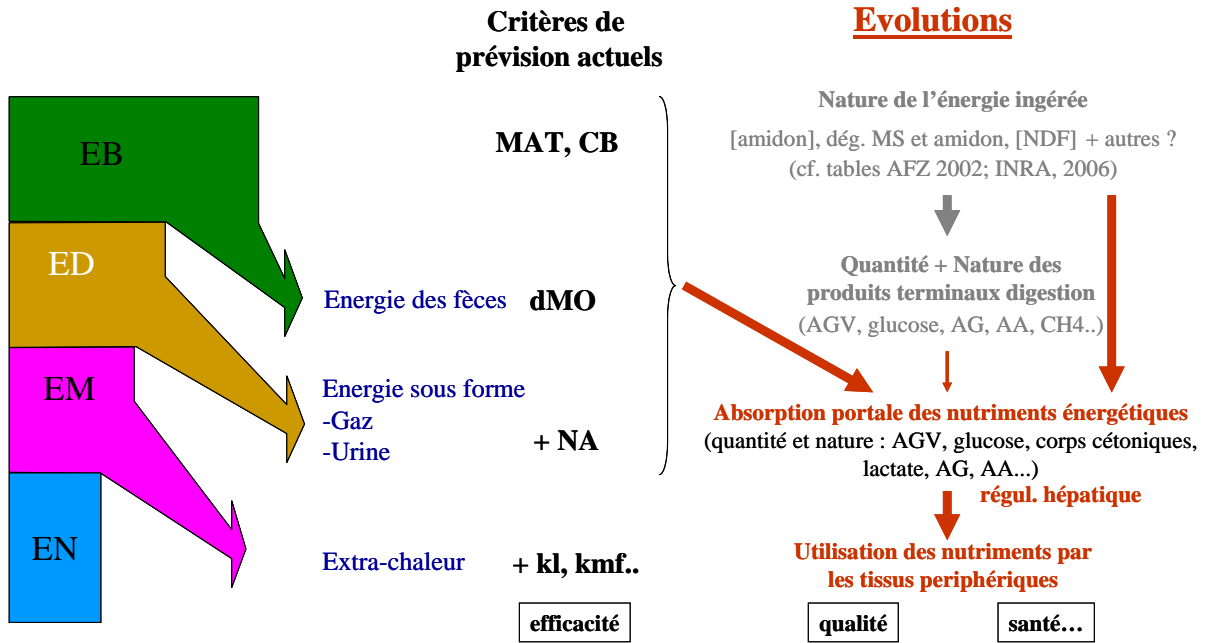 Critères de
prévision actuels
Evolutions
EB
MAT, CB
Nature de l’énergie ingérée
[amidon], dég. MS et amidon, [NDF] + autres ?
(cf. tables AFZ 2002; INRA, 2006)
ED
Energie des fèces
dMO
Quantité + Nature des
produits terminaux digestion
(AGV, glucose, AG, AA, CH4..)
EM
Energie sous forme
-Gaz
-Urine
+ NA
Absorption portale des nutriments énergétiques
(quantité et nature : AGV, glucose, corps cétoniques,
lactate, AG, AA...)
régul. hépatique
EN
Extra-chaleur
+ kl, kmf..
Utilisation des nutriments par
les tissus periphériques
efficacité
qualité
santé…